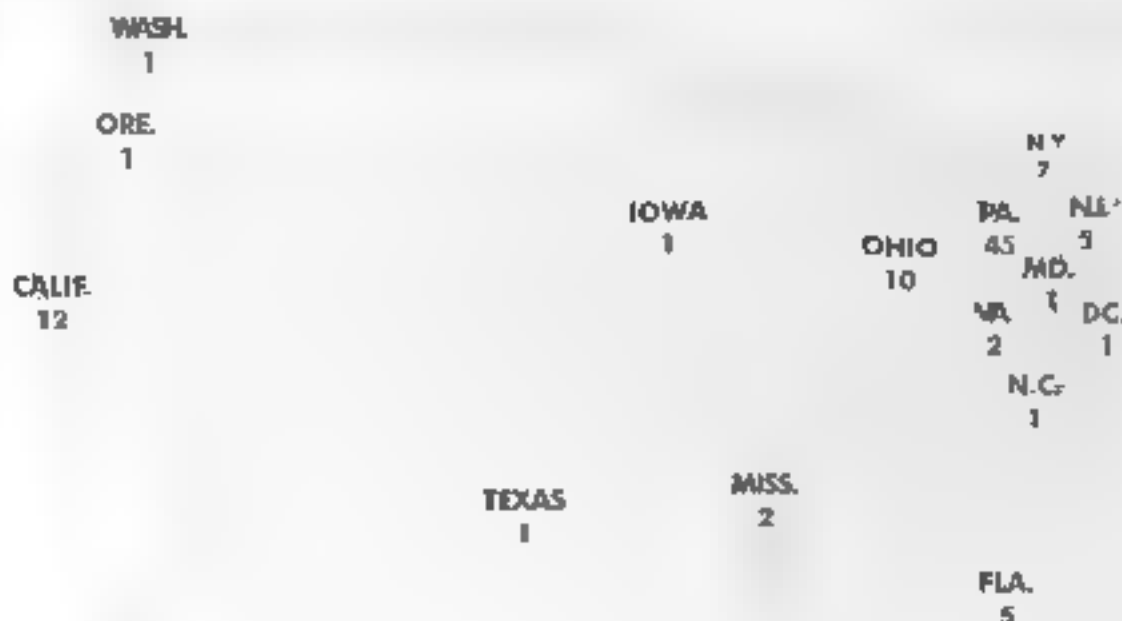 WASH.
1
ORE.
1
N Y
7
IOWA
1
PA.
45
OHIO
10
MD.
1
CALIF.
12
VA.
2
DC.
1
N.C.
1
MISS.
2
TEXAS
1
FLA.
5